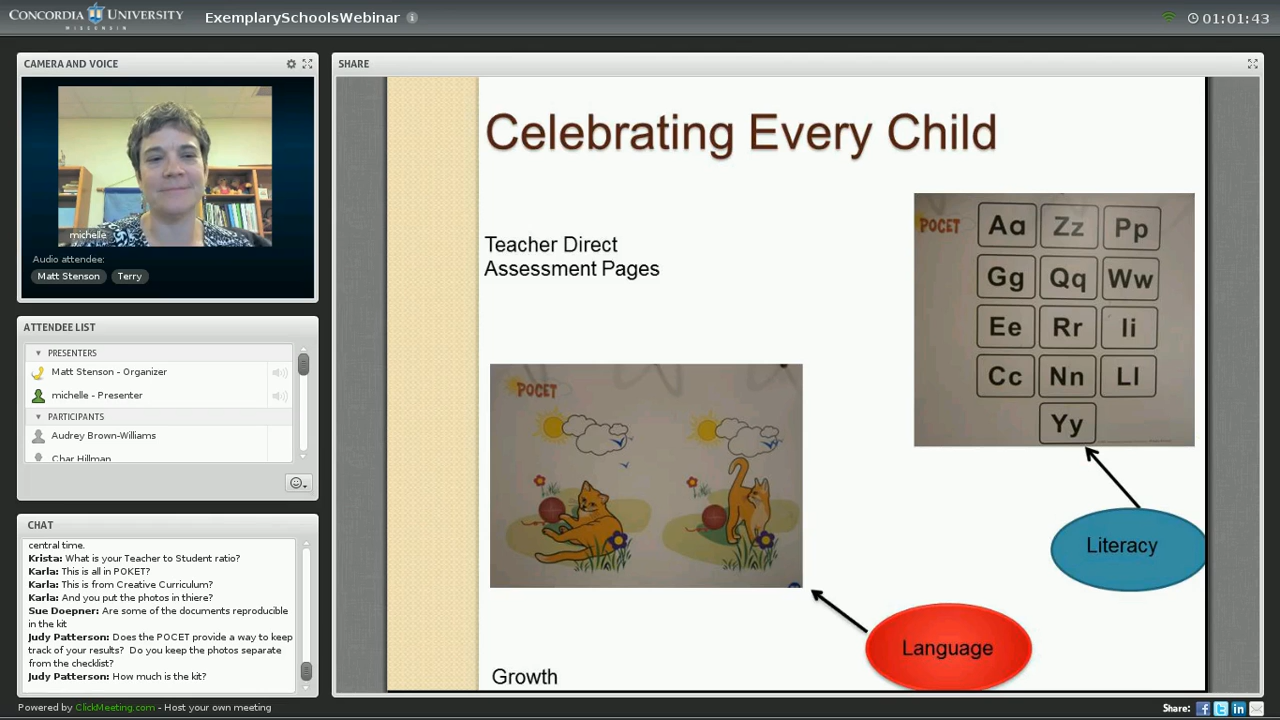 CONCORDIA UNIVERSITY
WISCONSIN
ExemplarySchoolsWebinar
01:01:43
CAMERA AND VOICE
michelle
Audio attendee:
Matt Stenson Terry
ATTENDEE LIST
PRESENTERS
Matt Stenson - Organizer
michelle - Presenter
PARTICIPANTS
Audrey Brown-Williams
Char Hillman
CHAT
central time.
Krista: What is your Teacher to Student ratio?
Karla: This is all in POKET?
Karla: This is from Creative Curriculum?
Karla: And you put the photos in thiere?
Sue Doepner: Are some of the documents reproducible
in the kit
Judy Patterson: Does the POCET provide a way to keep
track of your results? Do you keep the photos separate
from the checklist?
Judy Patterson: How much is the kit?
SHARE
Celebrating Every Child
Teacher Direct
Assessment Pages
POCET
Aa Zz Pp
Gg Qq Ww
Ee Rr Ii
Cc Nn Ll
Yy
POCET
Literacy
Language
Growth
Powered by ClickMeeting.com - Host your own meeting
Share: